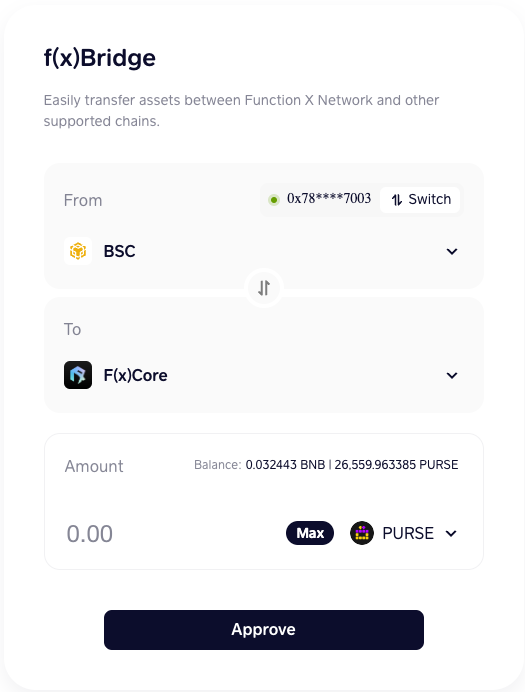 f(x)Bridge
Easily transfer assets between Function X Network and other
supported chains.
From 0x78****7003 Switch
BSC
To
F(x)Core
Amount Balance: 0.032443 BNB | 26,559.963385 PURSE
0.00 Max PURSE
Approve